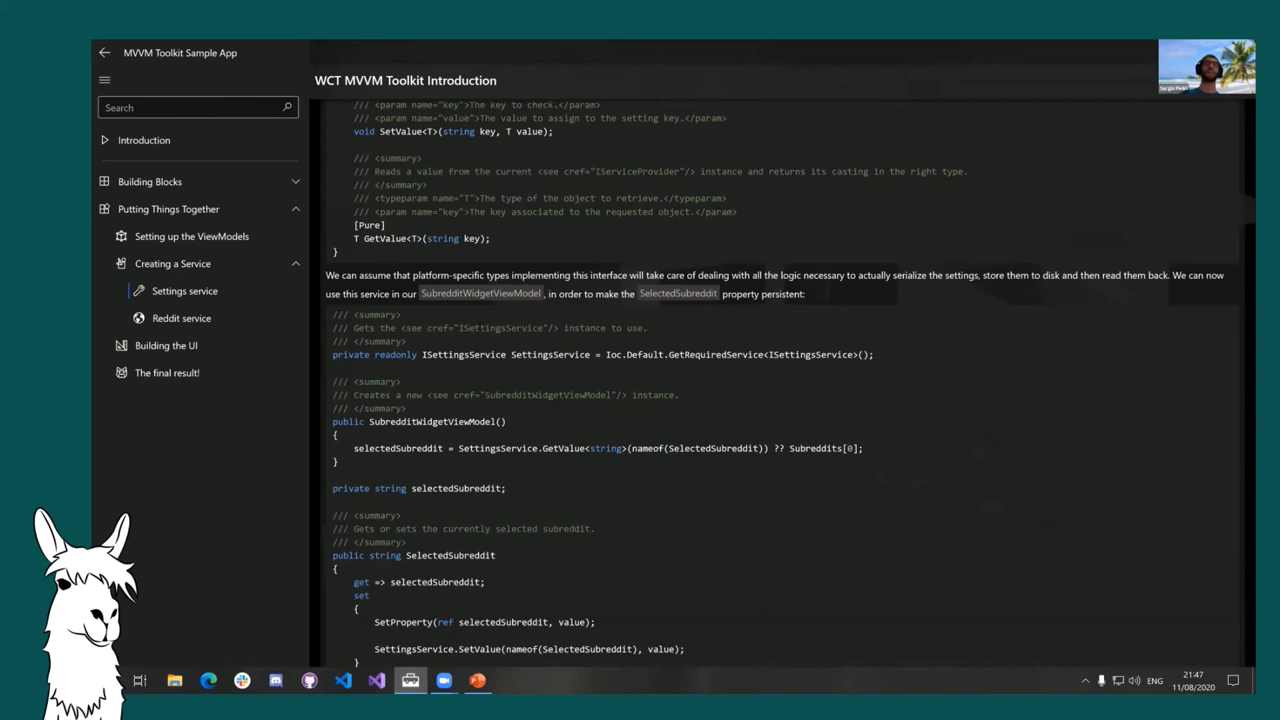 MVVM Toolkit Sample App
Search
Introduction
Building Blocks
Putting Things Together
Setting up the ViewModels
Creating a Service
Settings service
Reddit service
Building the UI
The final result!
WCT MVVM Toolkit Introduction
/// <param name="key">The key to check.</param>
/// <param name="value">The value to assign to the setting key.</param>
void SetValue<T>(string key, T value);
/// <summary>
/// Reads a value from the current <see cref="IServiceProvider"/> instance and returns its casting in the right type.
/// </summary>
/// <typeparam name="T">The type of the object to retrieve.</typeparam>
/// <param name="key">The key associated to the requested object.</param>
[Pure]
T GetValue<T>(string key);
}
We can assume that platform-specific types implementing this interface will take care of dealing with all the logic necessary to actually serialize the settings, store them to disk and then read them back. We can now
use this service in our SubredditWidgetViewModel, in order to make the SelectedSubreddit property persistent:
/// <summary>
/// Gets the <see cref="ISettingsService"/> instance to use.
/// </summary>
private readonly ISettingsService SettingsService = Ioc.Default.GetRequiredService<ISettingsService>();
/// <summary>
/// Creates a new <see cref="SubredditWidgetViewModel"/> instance.
/// </summary>
public SubredditWidgetViewModel()
{
selectedSubreddit = SettingsService.GetValue<string>(nameof(SelectedSubreddit)) ?? Subreddits[0];
}
private string selectedSubreddit;
/// <summary>
/// Gets or sets the currently selected subreddit.
/// </summary>
public string SelectedSubreddit
{
get => selectedSubreddit;
set
{
SetProperty(ref selectedSubreddit, value);
SettingsService.SetValue(nameof(SelectedSubreddit), value);
}
Sergio Pedri
ENG
21:47
11/08/2020